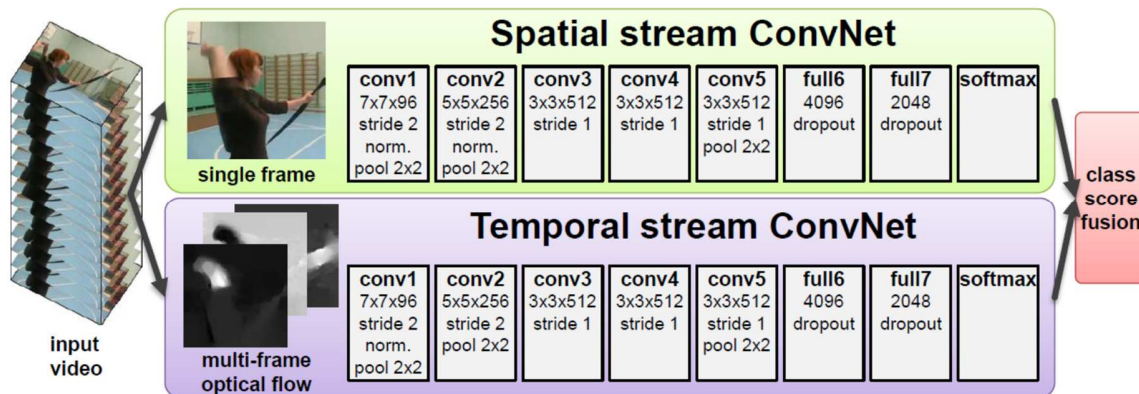 Spatial stream ConvNet
conv1
7x7x96
stride 2
norm.
pool 2x2
conv2
5x5x256
stride 2
norm.
pool 2x2
conv3
3x3x512
stride 1
conv4
3x3x512
stride 1
conv5
3x3x512
stride 1
pool 2x2
full6
4096
dropout
full7
2048
dropout
softmax
single frame
Temporal stream ConvNet
conv1
7x7x96
stride 2
norm.
pool 2x2
conv2
5x5x256
stride 2
pool 2x2
conv3
3x3x512
stride 1
conv4
3x3x512
stride 1
conv5
3x3x512
stride 1
pool 2x2
full6
4096
dropout
full7
2048
dropout
softmax
multi-frame
optical flow
input
video
class
score
fusion